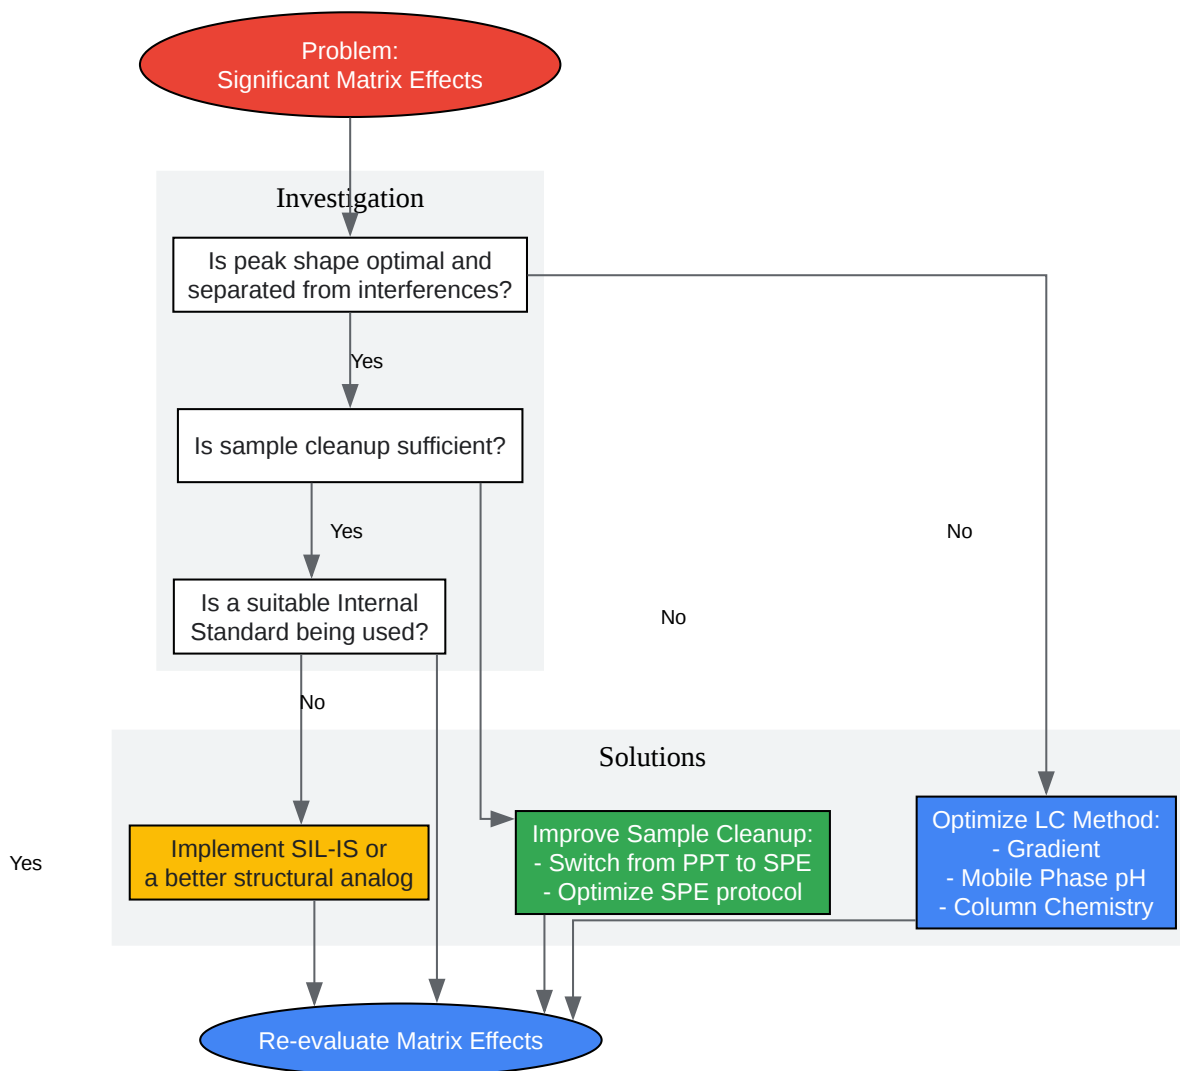 Problem:
Significant Matrix Effects
Investigation
Is peak shape optimal and
separated from interferences?
Yes
Is sample cleanup sufficient?
Yes
No
Is a suitable Internal
Standard being used?
No
No
Solutions
Implement SIL-IS or
a better structural analog
Improve Sample Cleanup:
- Switch from PPT to SPE
- Optimize SPE protocol
Optimize LC Method:
- Gradient
- Mobile Phase pH
- Column Chemistry
Yes
Re-evaluate Matrix Effects